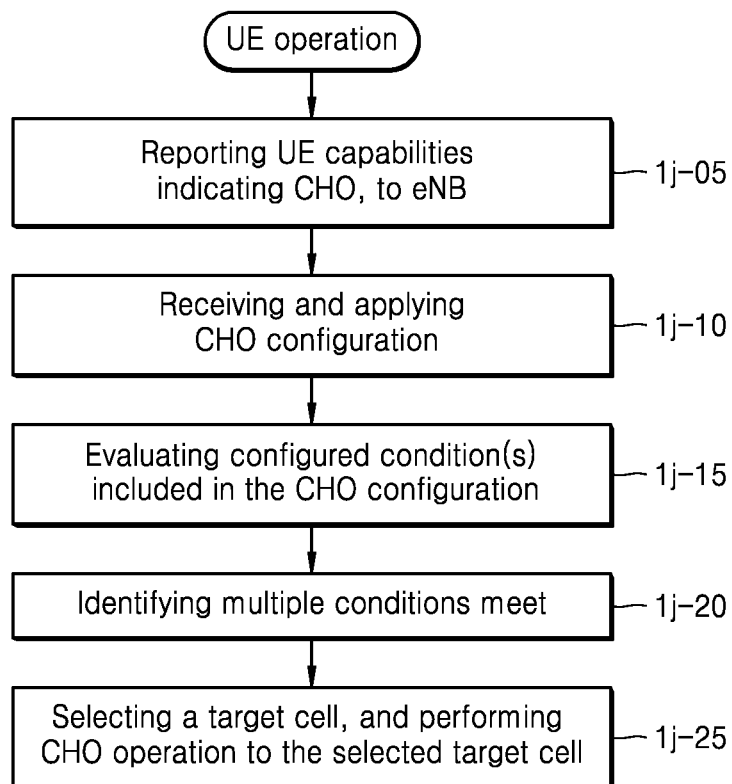 UE operation
Reporting UE capabilities
indicating CHO, to eNB
1j-05
Receiving and applying
CHO configuration
1j-10
Evaluating configured condition(s)
included in the CHO configuration
1j-15
Identifying multiple conditions meet
1j-20
Selecting a target cell, and performing
CHO operation to the selected target cell
1j-25